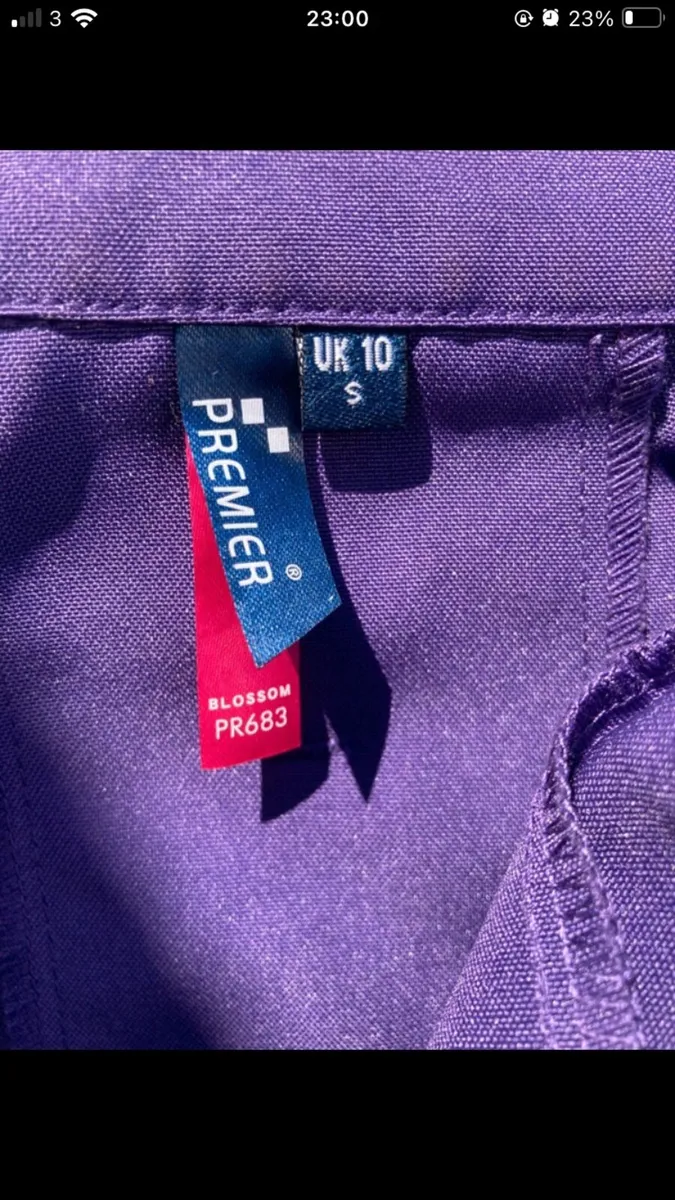 3
23:00
23%
UK 10
S
PREMIER®
BLOSSOM
PR683